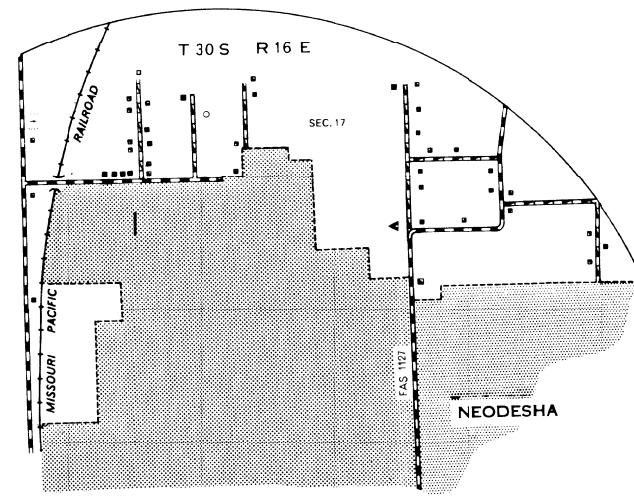 T 30 S R 16 E
RAILROAD
SEC. 17
MISSOURI PACIFIC
FAS 1127
NEODESHA